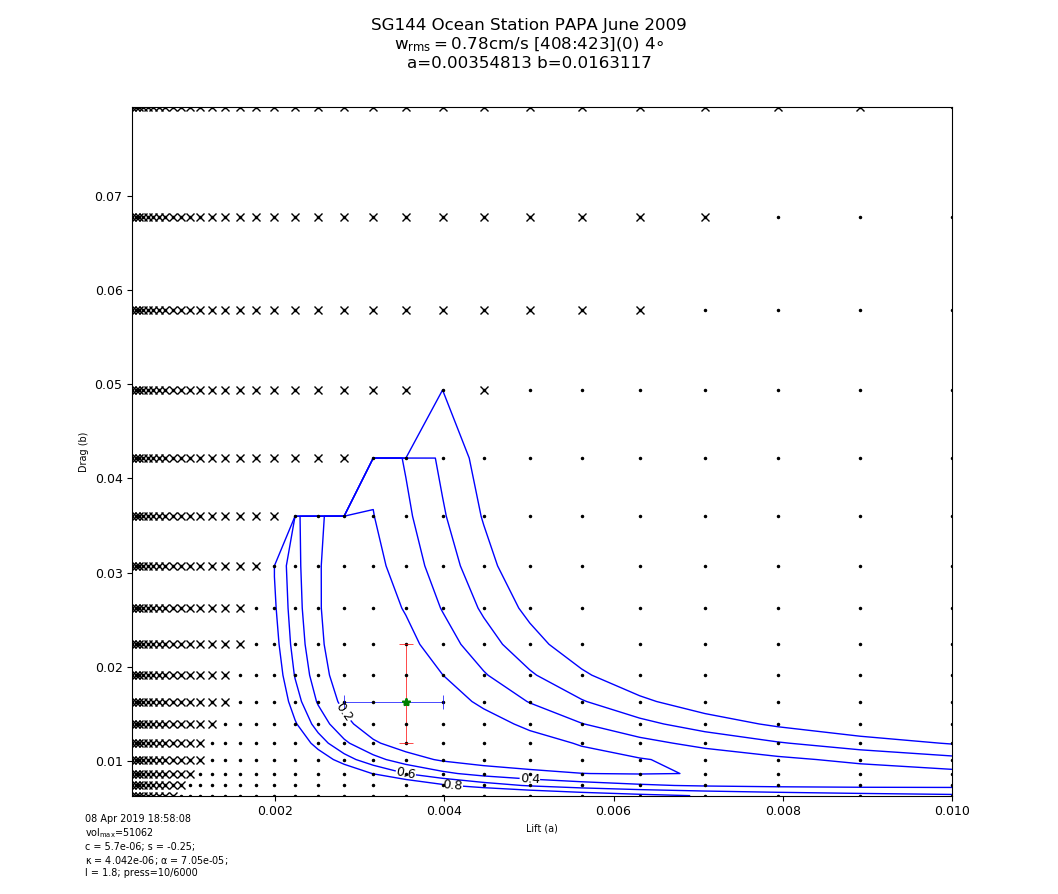 SG144 Ocean Station PAPA June 2009
wrms = 0.78cm/s [408:423](0) 4∘
a=0.00354813 b=0.0163117
0.07
0.06
0.05
0.04
0.03
0.02
0.01
Drag (b)
0.2
0.6
0.4
0.8
0.002
0.004
0.006
0.008
0.010
Lift (a)
08 Apr 2019 18:58:08
volmax=51062
c = 5.7e-06; s = -0.25;
κ = 4.042e-06; α = 7.05e-05;
l = 1.8; press=10/6000